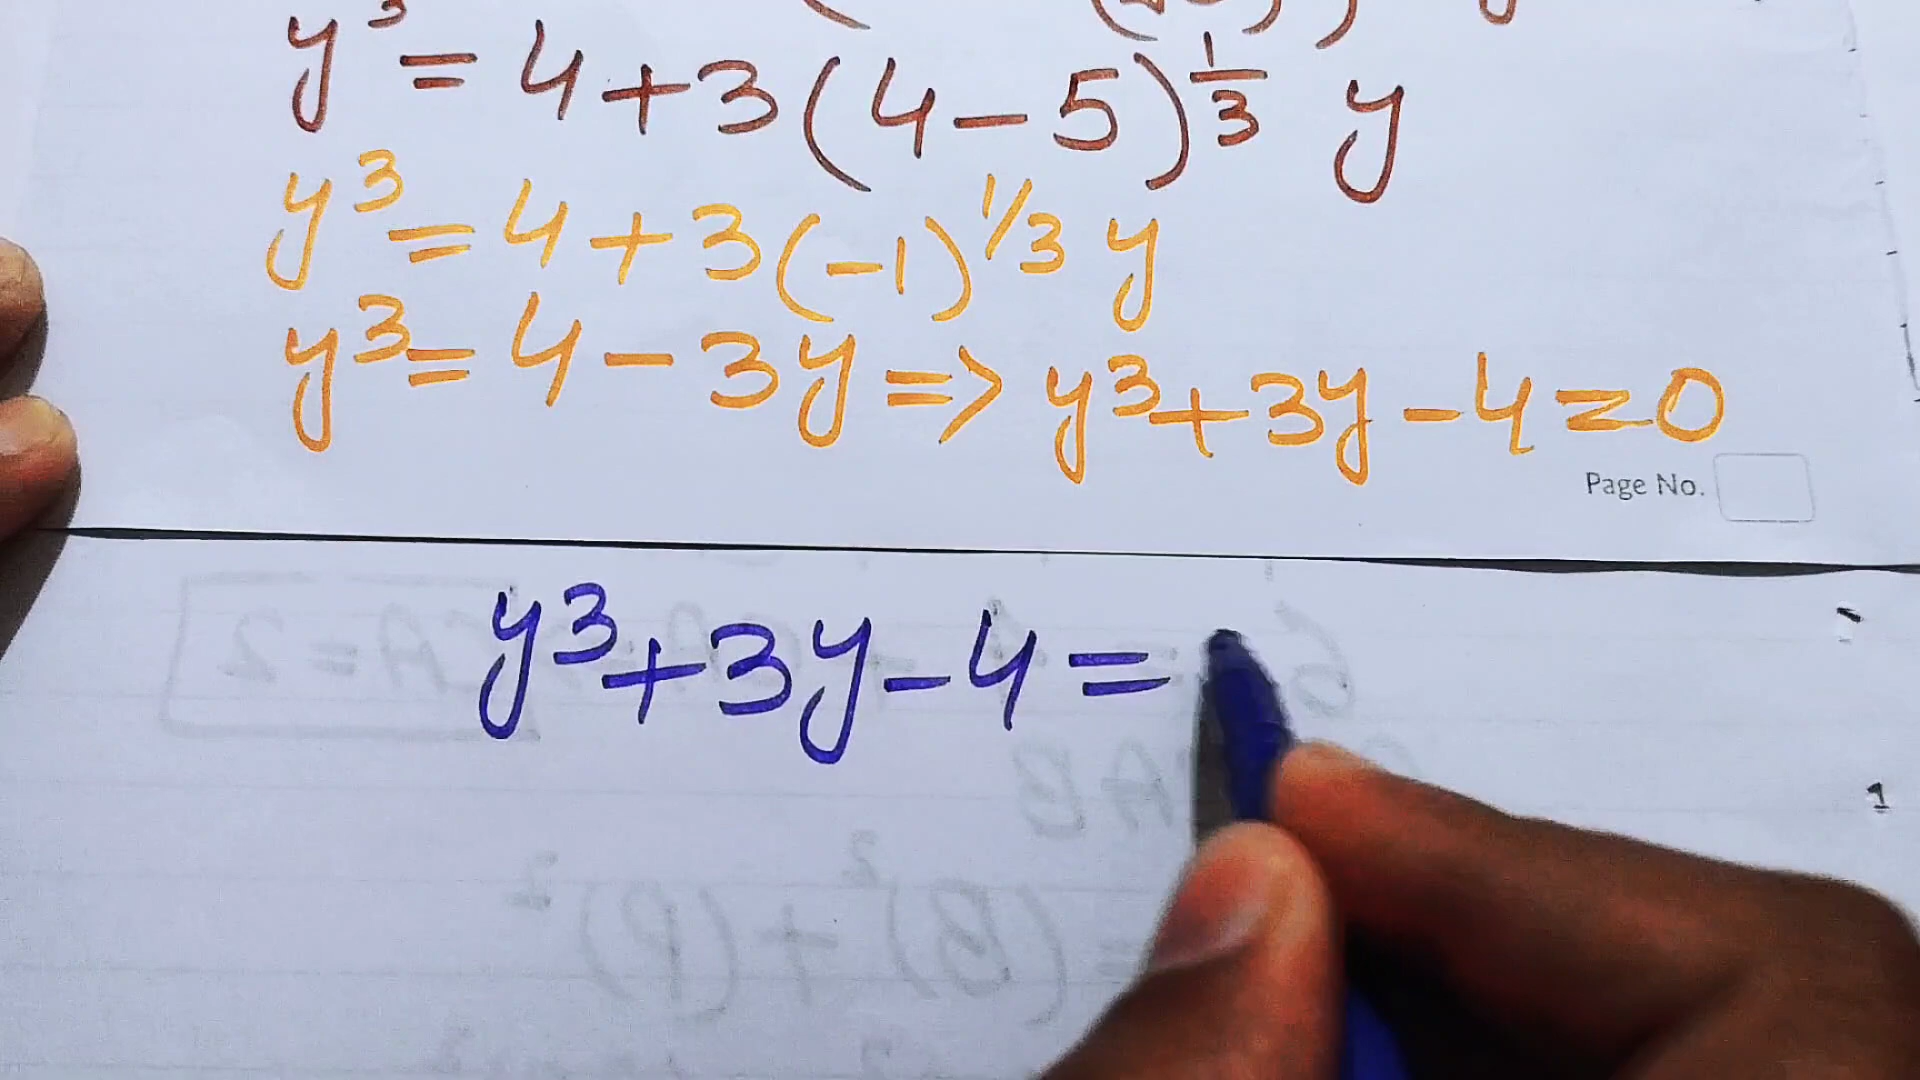 y³ = 4 + 3(4 - 5)^1/3 y
y³ = 4 + 3(-1)^1/3 y
y³ = 4 - 3y => y³ + 3y - 4 = 0
Page No.
y³ + 3y - 4 =
1